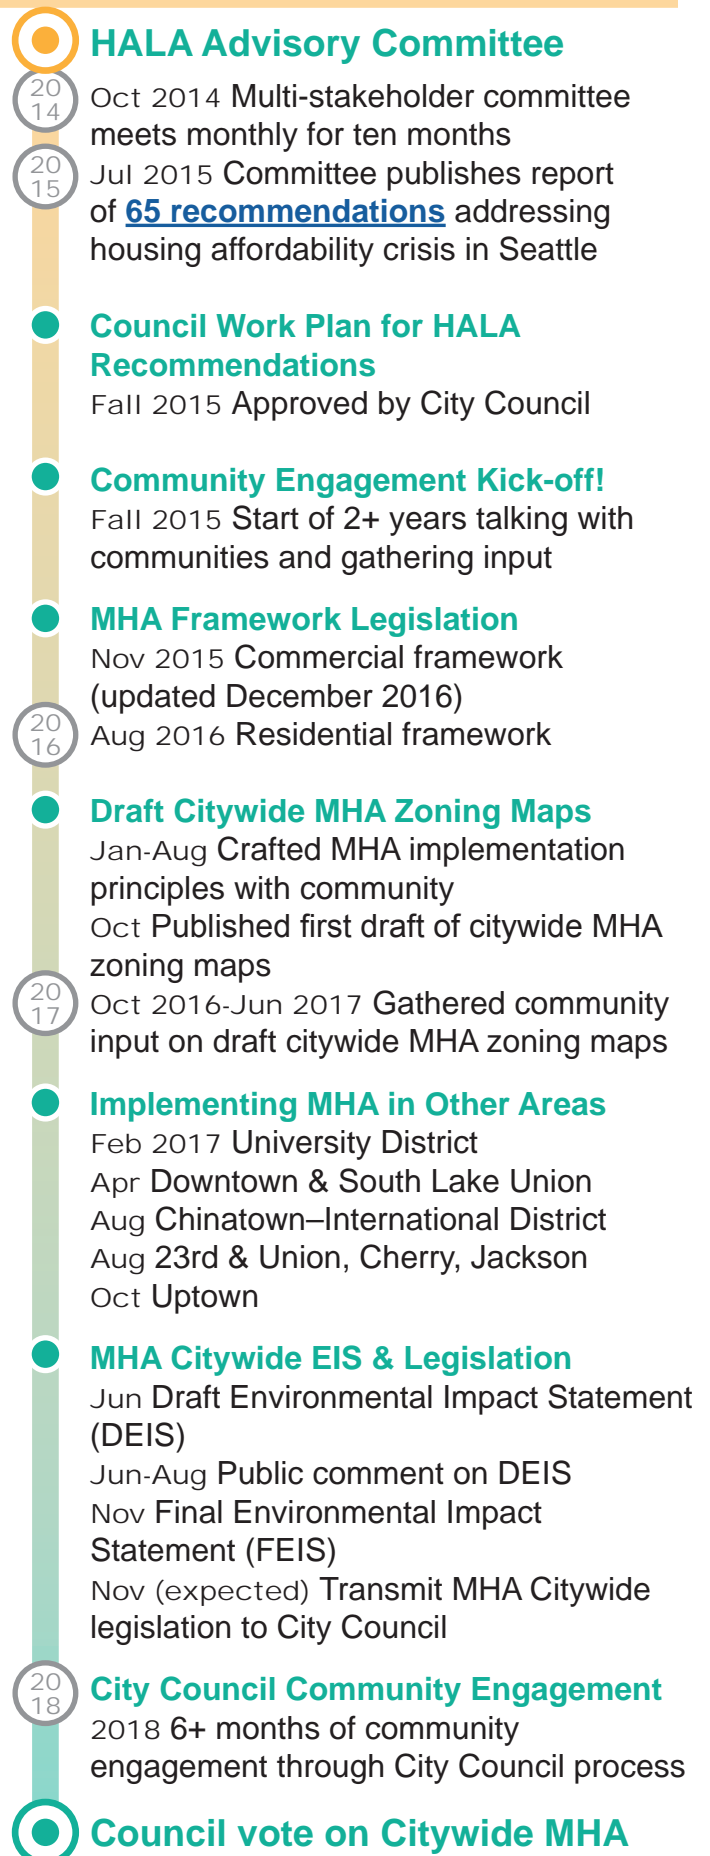 HALA Advisory Committee
20
14
Oct 2014 Multi-stakeholder committee
meets monthly for ten months
20
15
Jul 2015 Committee publishes report
of 65 recommendations addressing
housing affordability crisis in Seattle
Council Work Plan for HALA
Recommendations
Fall 2015 Approved by City Council
Community Engagement Kick-off!
Fall 2015 Start of 2+ years talking with
communities and gathering input
MHA Framework Legislation
Nov 2015 Commercial framework
(updated December 2016)
20
16
Aug 2016 Residential framework
Draft Citywide MHA Zoning Maps
Jan-Aug Crafted MHA implementation
principles with community
Oct Published first draft of citywide MHA
zoning maps
20
17
Oct 2016-Jun 2017 Gathered community
input on draft citywide MHA zoning maps
Implementing MHA in Other Areas
Feb 2017 University District
Apr Downtown & South Lake Union
Aug Chinatown–International District
Aug 23rd & Union, Cherry, Jackson
Oct Uptown
MHA Citywide EIS & Legislation
Jun Draft Environmental Impact Statement
(DEIS)
Jun-Aug Public comment on DEIS
Nov Final Environmental Impact
Statement (FEIS)
Nov (expected) Transmit MHA Citywide
legislation to City Council
20
18
City Council Community Engagement
2018 6+ months of community
engagement through City Council process
Council vote on Citywide MHA